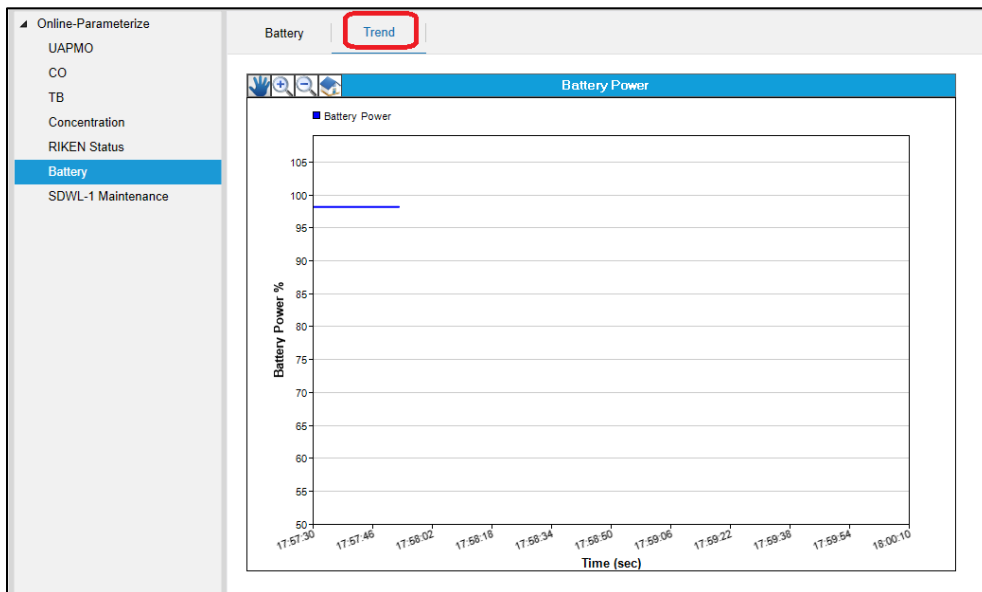 Online-Parameterize
UAPMO
CO
TB
Concentration
RIKEN Status
Battery
SDWL-1 Maintenance
Battery
Trend
Battery Power
Battery Power
105
100
95
90
85
80
75
70
65
60
55
50
Battery Power %
17:57:30 17:57:46 17:58:02 17:58:18 17:58:34 17:58:50 17:59:06 17:59:22 17:59:38 17:59:54 18:00:10
Time (sec)